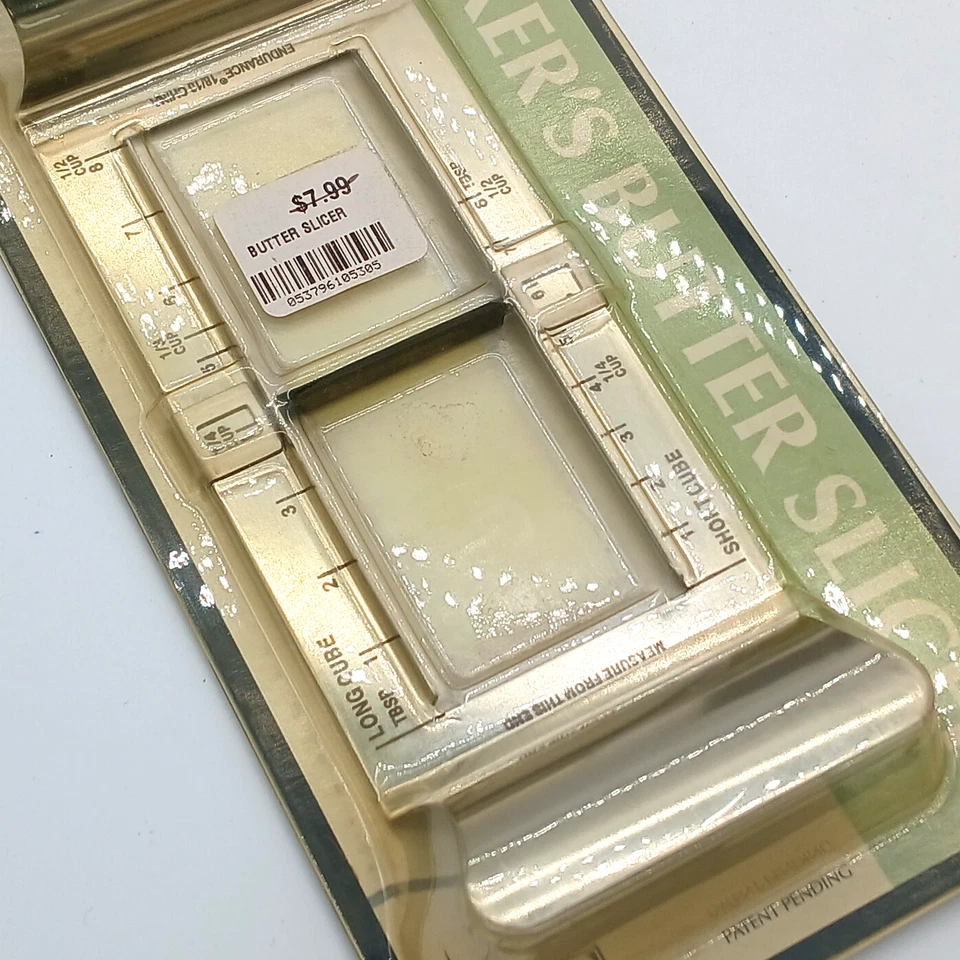 ENDURANCE® 18/10
KER'S BUTTER SLIC
$7.99
BUTTER SLICER
053796105305
1/2
CUP
8
7
6
1/3
CUP
5
1/4
CUP
3
2
1
LONG CUBE
TBSP
TBSP
1/2
CUP
6
6
5
1/4
CUP
4
3
2
1
SHORT CUBE
MEASURE FROM THIS END
PATENT PENDING